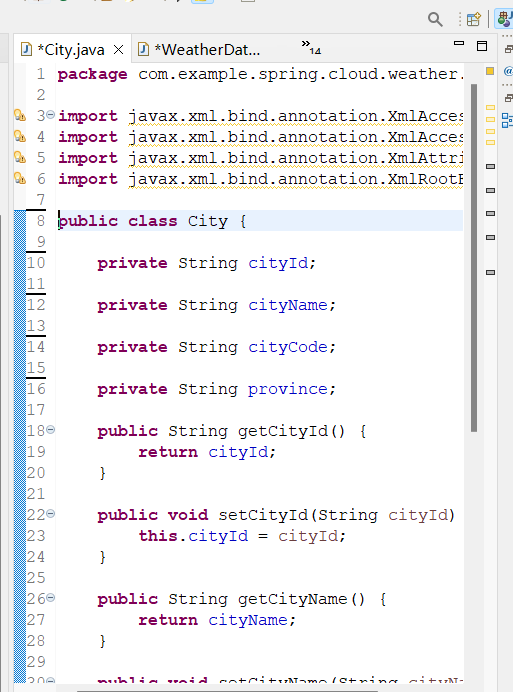 *City.java
*WeatherDat...
14
1 package com.example.spring.cloud.weather.
2
3 import javax.xml.bind.annotation.XmlAcces
4 import javax.xml.bind.annotation.XmlAcces
5 import javax.xml.bind.annotation.XmlAttri
6 import javax.xml.bind.annotation.XmlRootE
7
8 public class City {
9
10 private String cityId;
11
12 private String cityName;
13
14 private String cityCode;
15
16 private String province;
17
18 public String getCityId() {
19 return cityId;
20 }
21
22 public void setCityId(String cityId)
23 this.cityId = cityId;
24 }
25
26 public String getCityName() {
27 return cityName;
28 }
29
30 public void setCityName(String cityNa